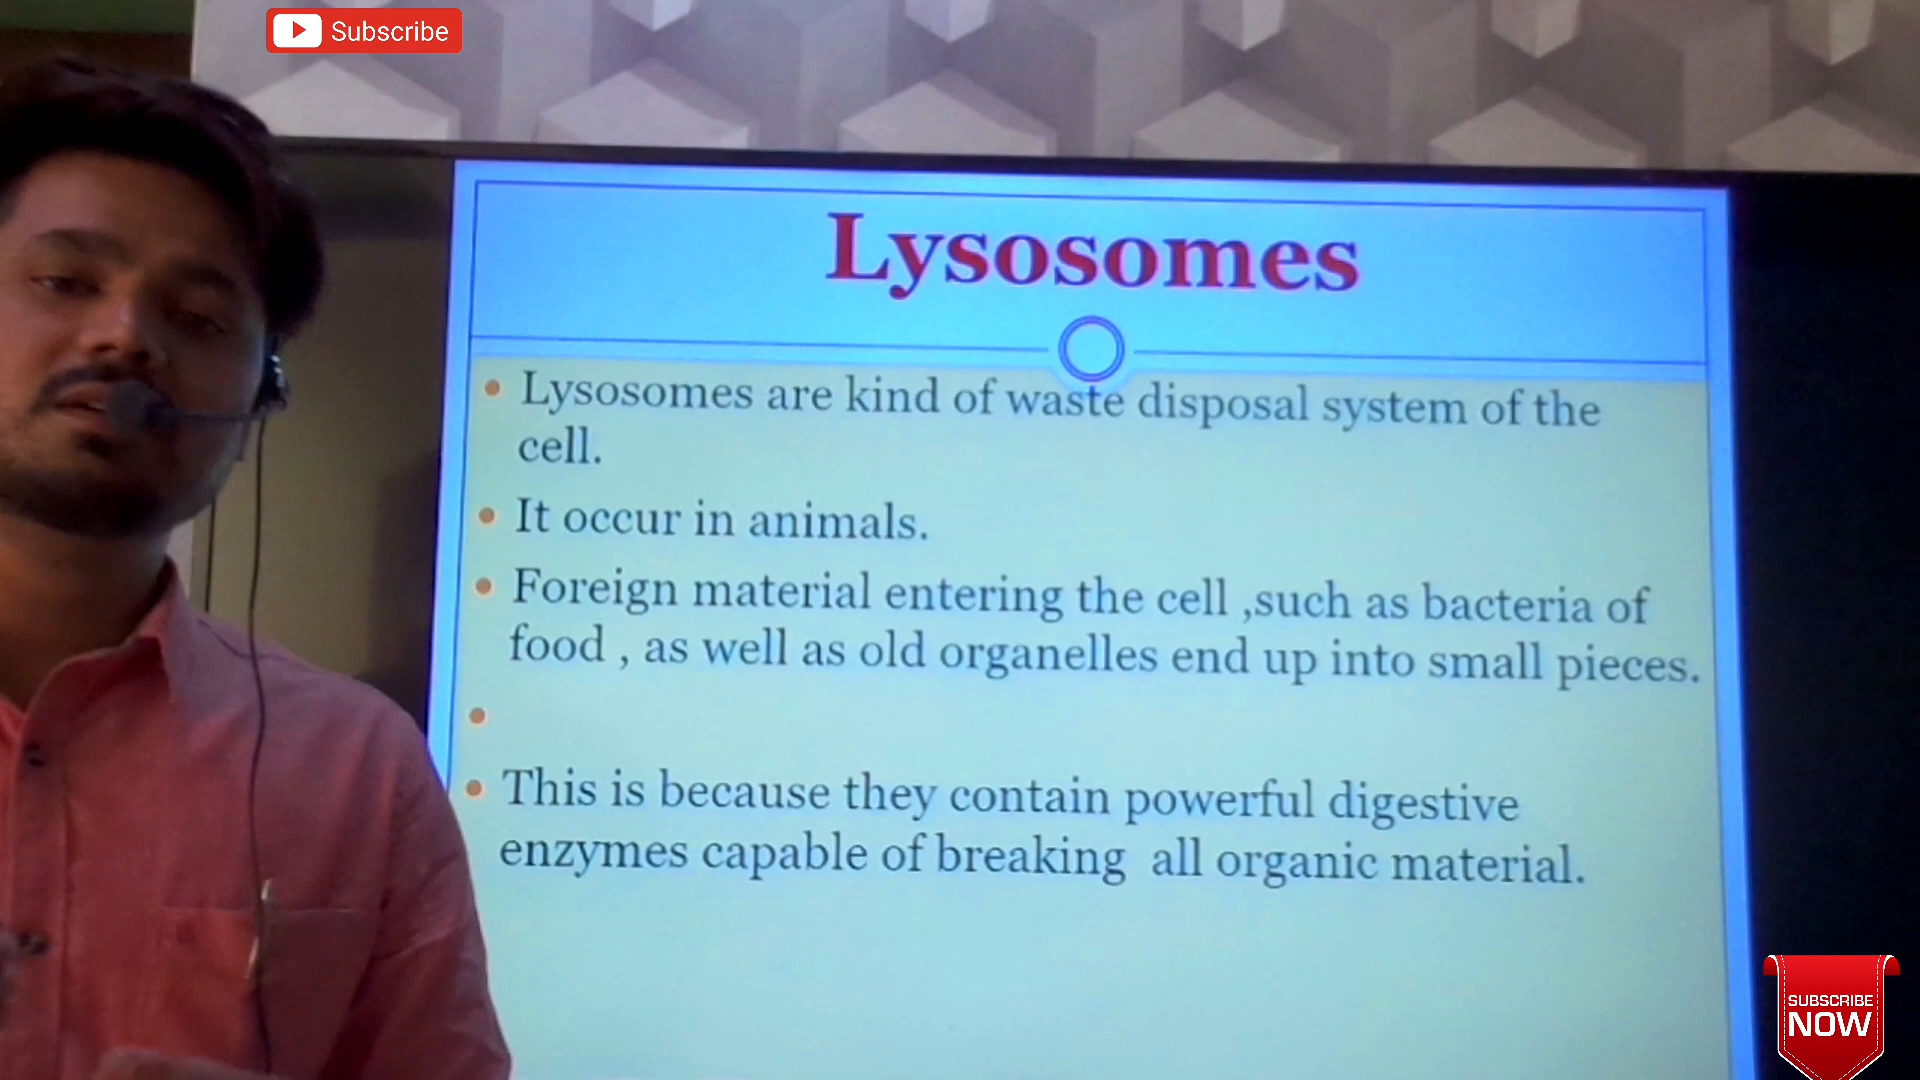 Subscribe
Lysosomes
Lysosomes are kind of waste disposal system of the
cell.
It occur in animals.
Foreign material entering the cell ,such as bacteria of
food , as well as old organelles end up into small pieces.
This is because they contain powerful digestive
enzymes capable of breaking all organic material.
SUBSCRIBE
NOW